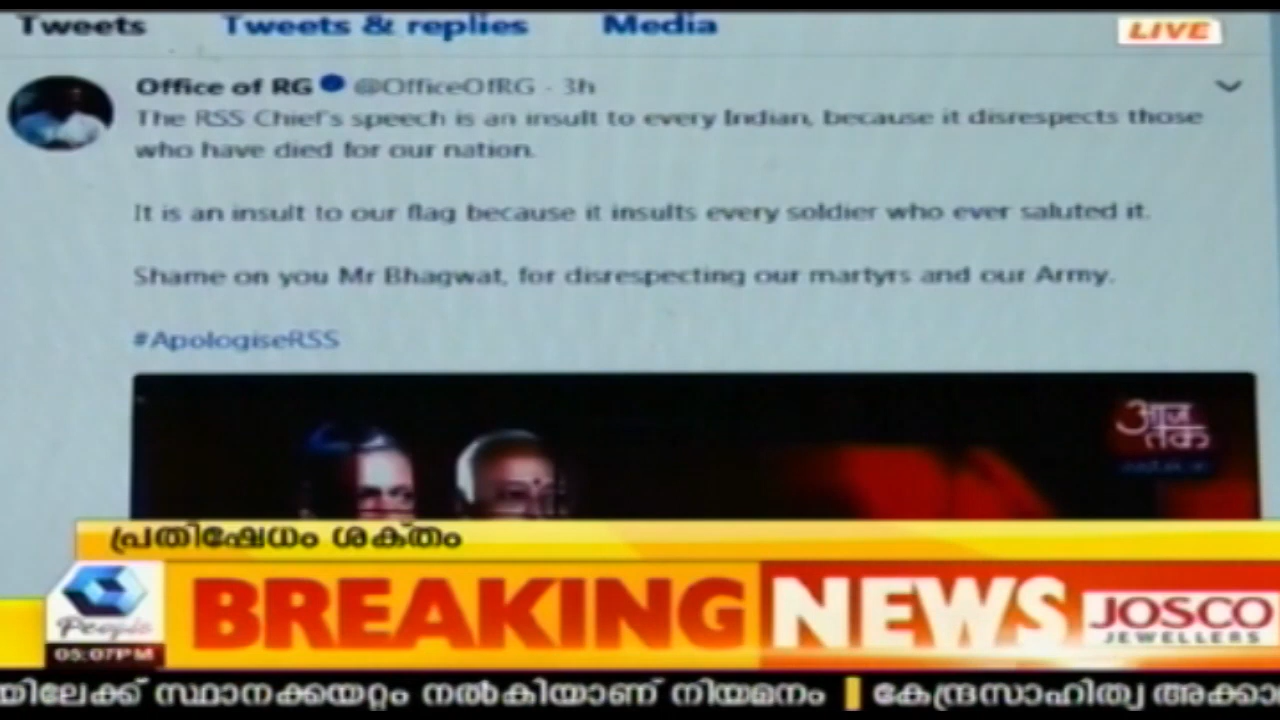 Tweets Tweets & replies Media
LIVE
Office of RG @OfficeOfRG - 3h
The RSS Chief's speech is an insult to every Indian, because it disrespects those
who have died for our nation.
It is an insult to our flag because it insults every soldier who ever saluted it.
Shame on you Mr Bhagwat, for disrespecting our martyrs and our Army.
#ApologiseRSS
आज
तक
പ്രതിഷേധം ശക്തം
BREAKING NEWS
People
JOSCO
JEWELLERS
05:07PM
യിലേക്ക് സ്ഥാനക്കയറ്റം നൽകിയാണ് നിയമനം | കേന്ദ്രസാഹിത്യ അക്കാ